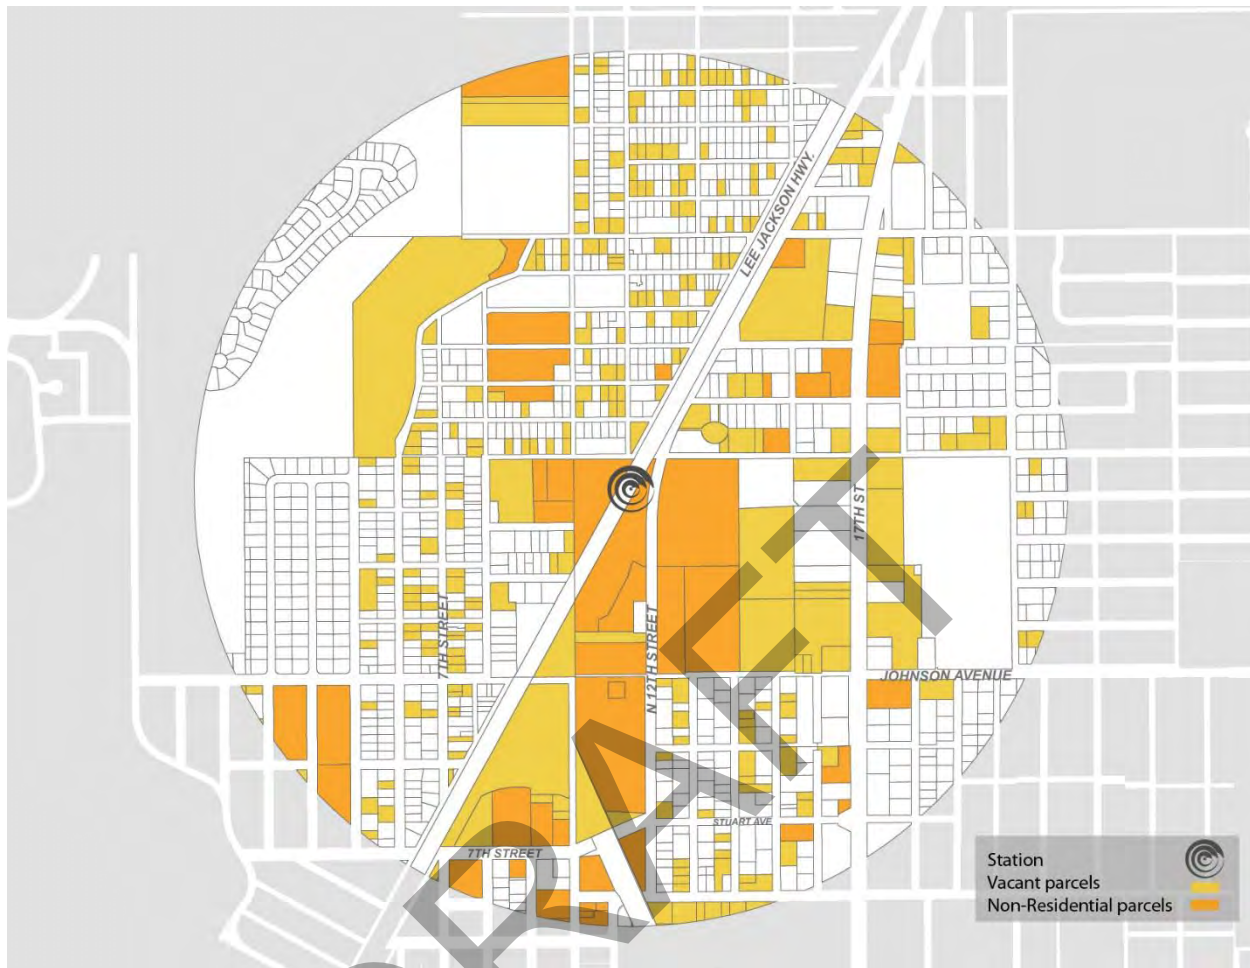 LEE JACKSON HWY.
17TH ST
7TH STREET
N 12TH STREET
JOHNSON AVENUE
STUART AVE
7TH STREET
DRAFT
Station
Vacant parcels
Non-Residential parcels